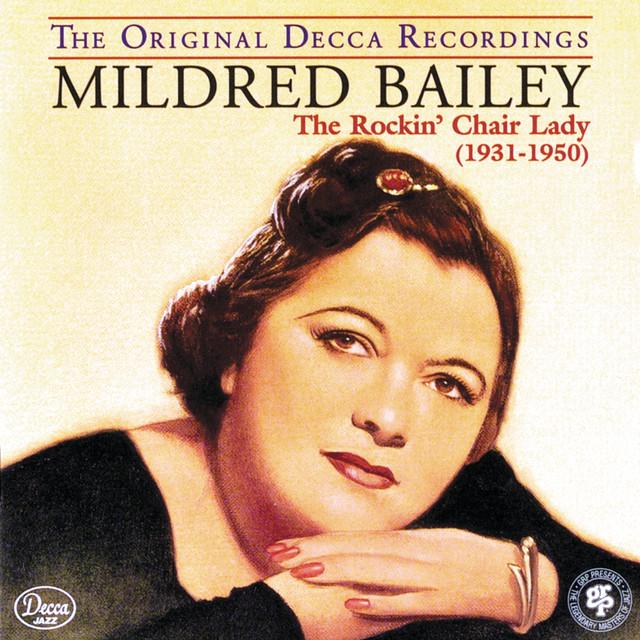 THE ORIGINAL DECCA RECORDINGS
MILDRED BAILEY
The Rockin' Chair Lady
(1931-1950)
Decca
JAZZ
GRP PRESENTS
THE LEGENDARY MASTERS OF JAZZ
GRP